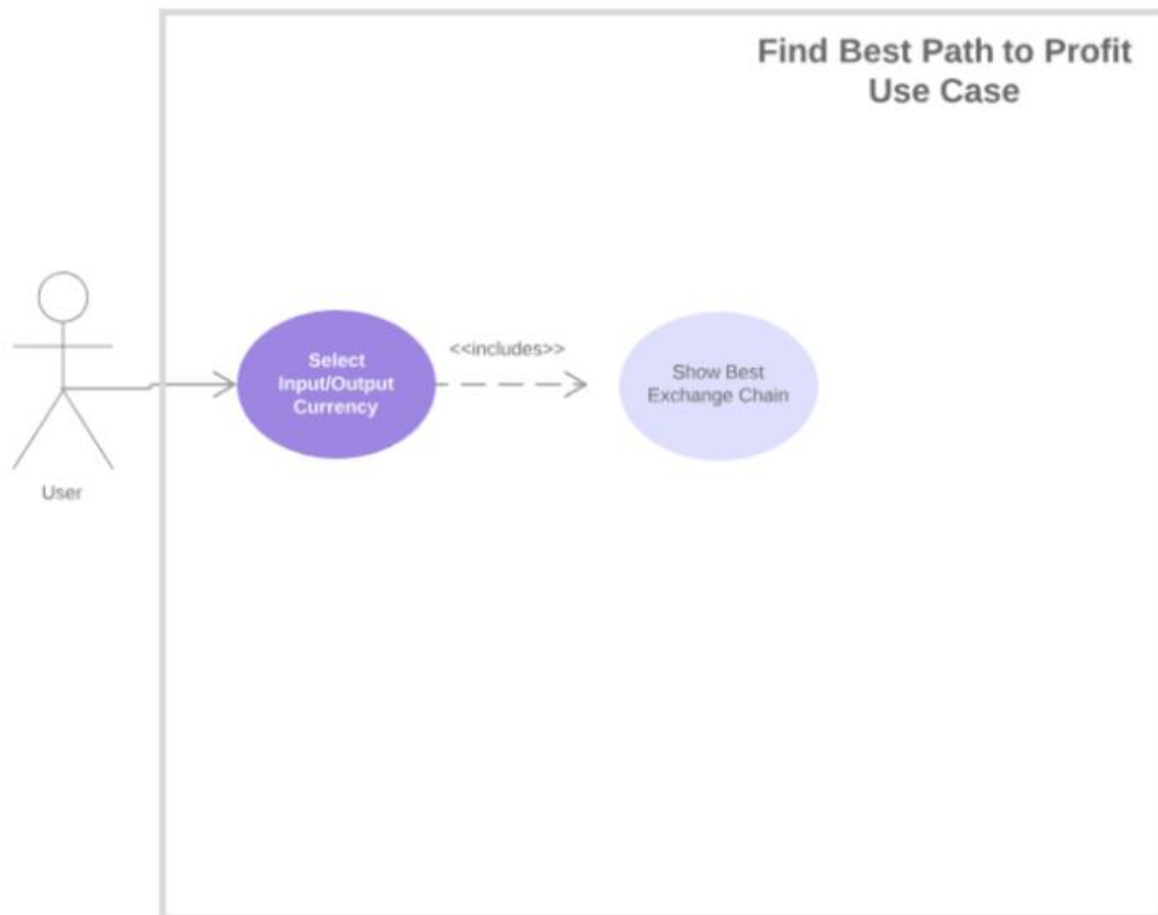 Find Best Path to Profit
Use Case
Select
Input/Output
Currency
<<includes>>
Show Best
Exchange Chain
User